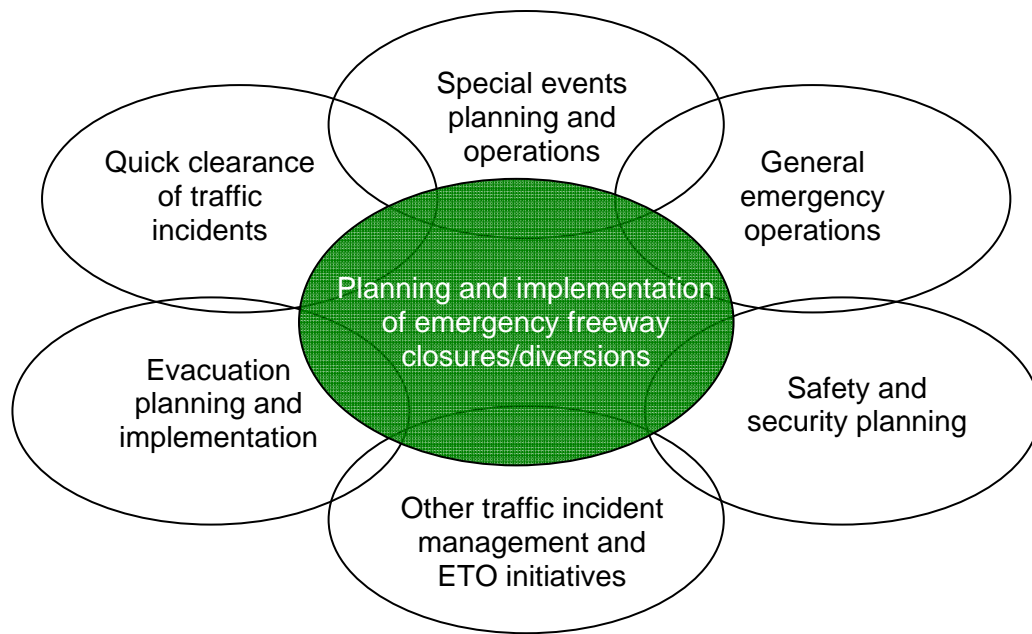 Special events
planning and
operations
Quick clearance
of traffic
incidents
General
emergency
operations
Planning and implementation
of emergency freeway
closures/diversions
Evacuation
planning and
implementation
Safety and
security planning
Other traffic incident
management and
ETO initiatives